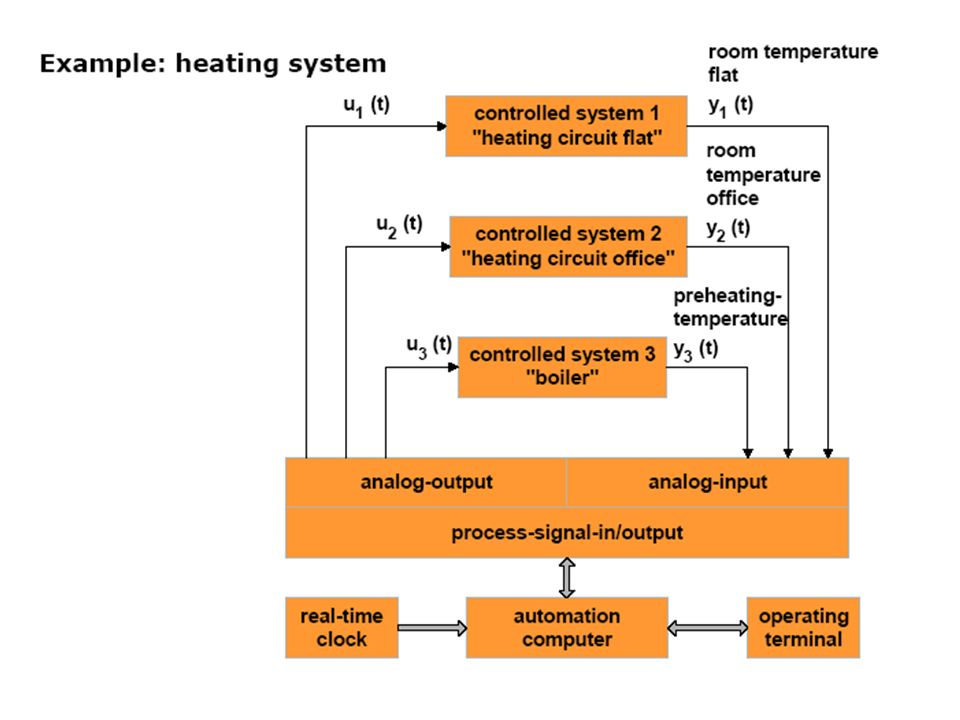 Example: heating system
room temperature
flat
u1 (t)
controlled system 1
"heating circuit flat"
y1 (t)
room
temperature
office
u2 (t)
controlled system 2
"heating circuit office"
y2 (t)
preheating-
temperature
u3 (t)
controlled system 3
"boiler"
y3 (t)
analog-output
analog-input
process-signal-in/output
real-time
clock
automation
computer
operating
terminal